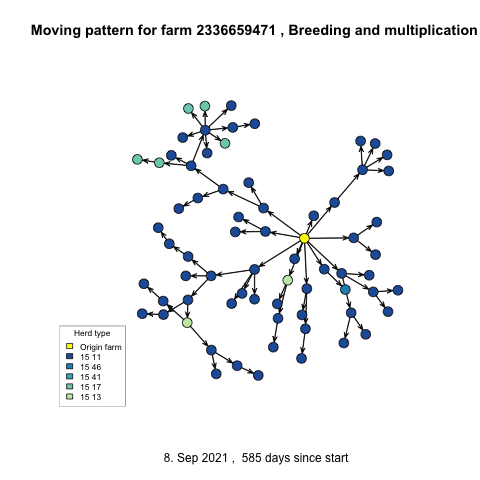 Moving pattern for farm 2336659471 , Breeding and multiplication
Herd type
Origin farm
15 11
15 46
15 41
15 17
15 13
8. Sep 2021 , 585 days since start